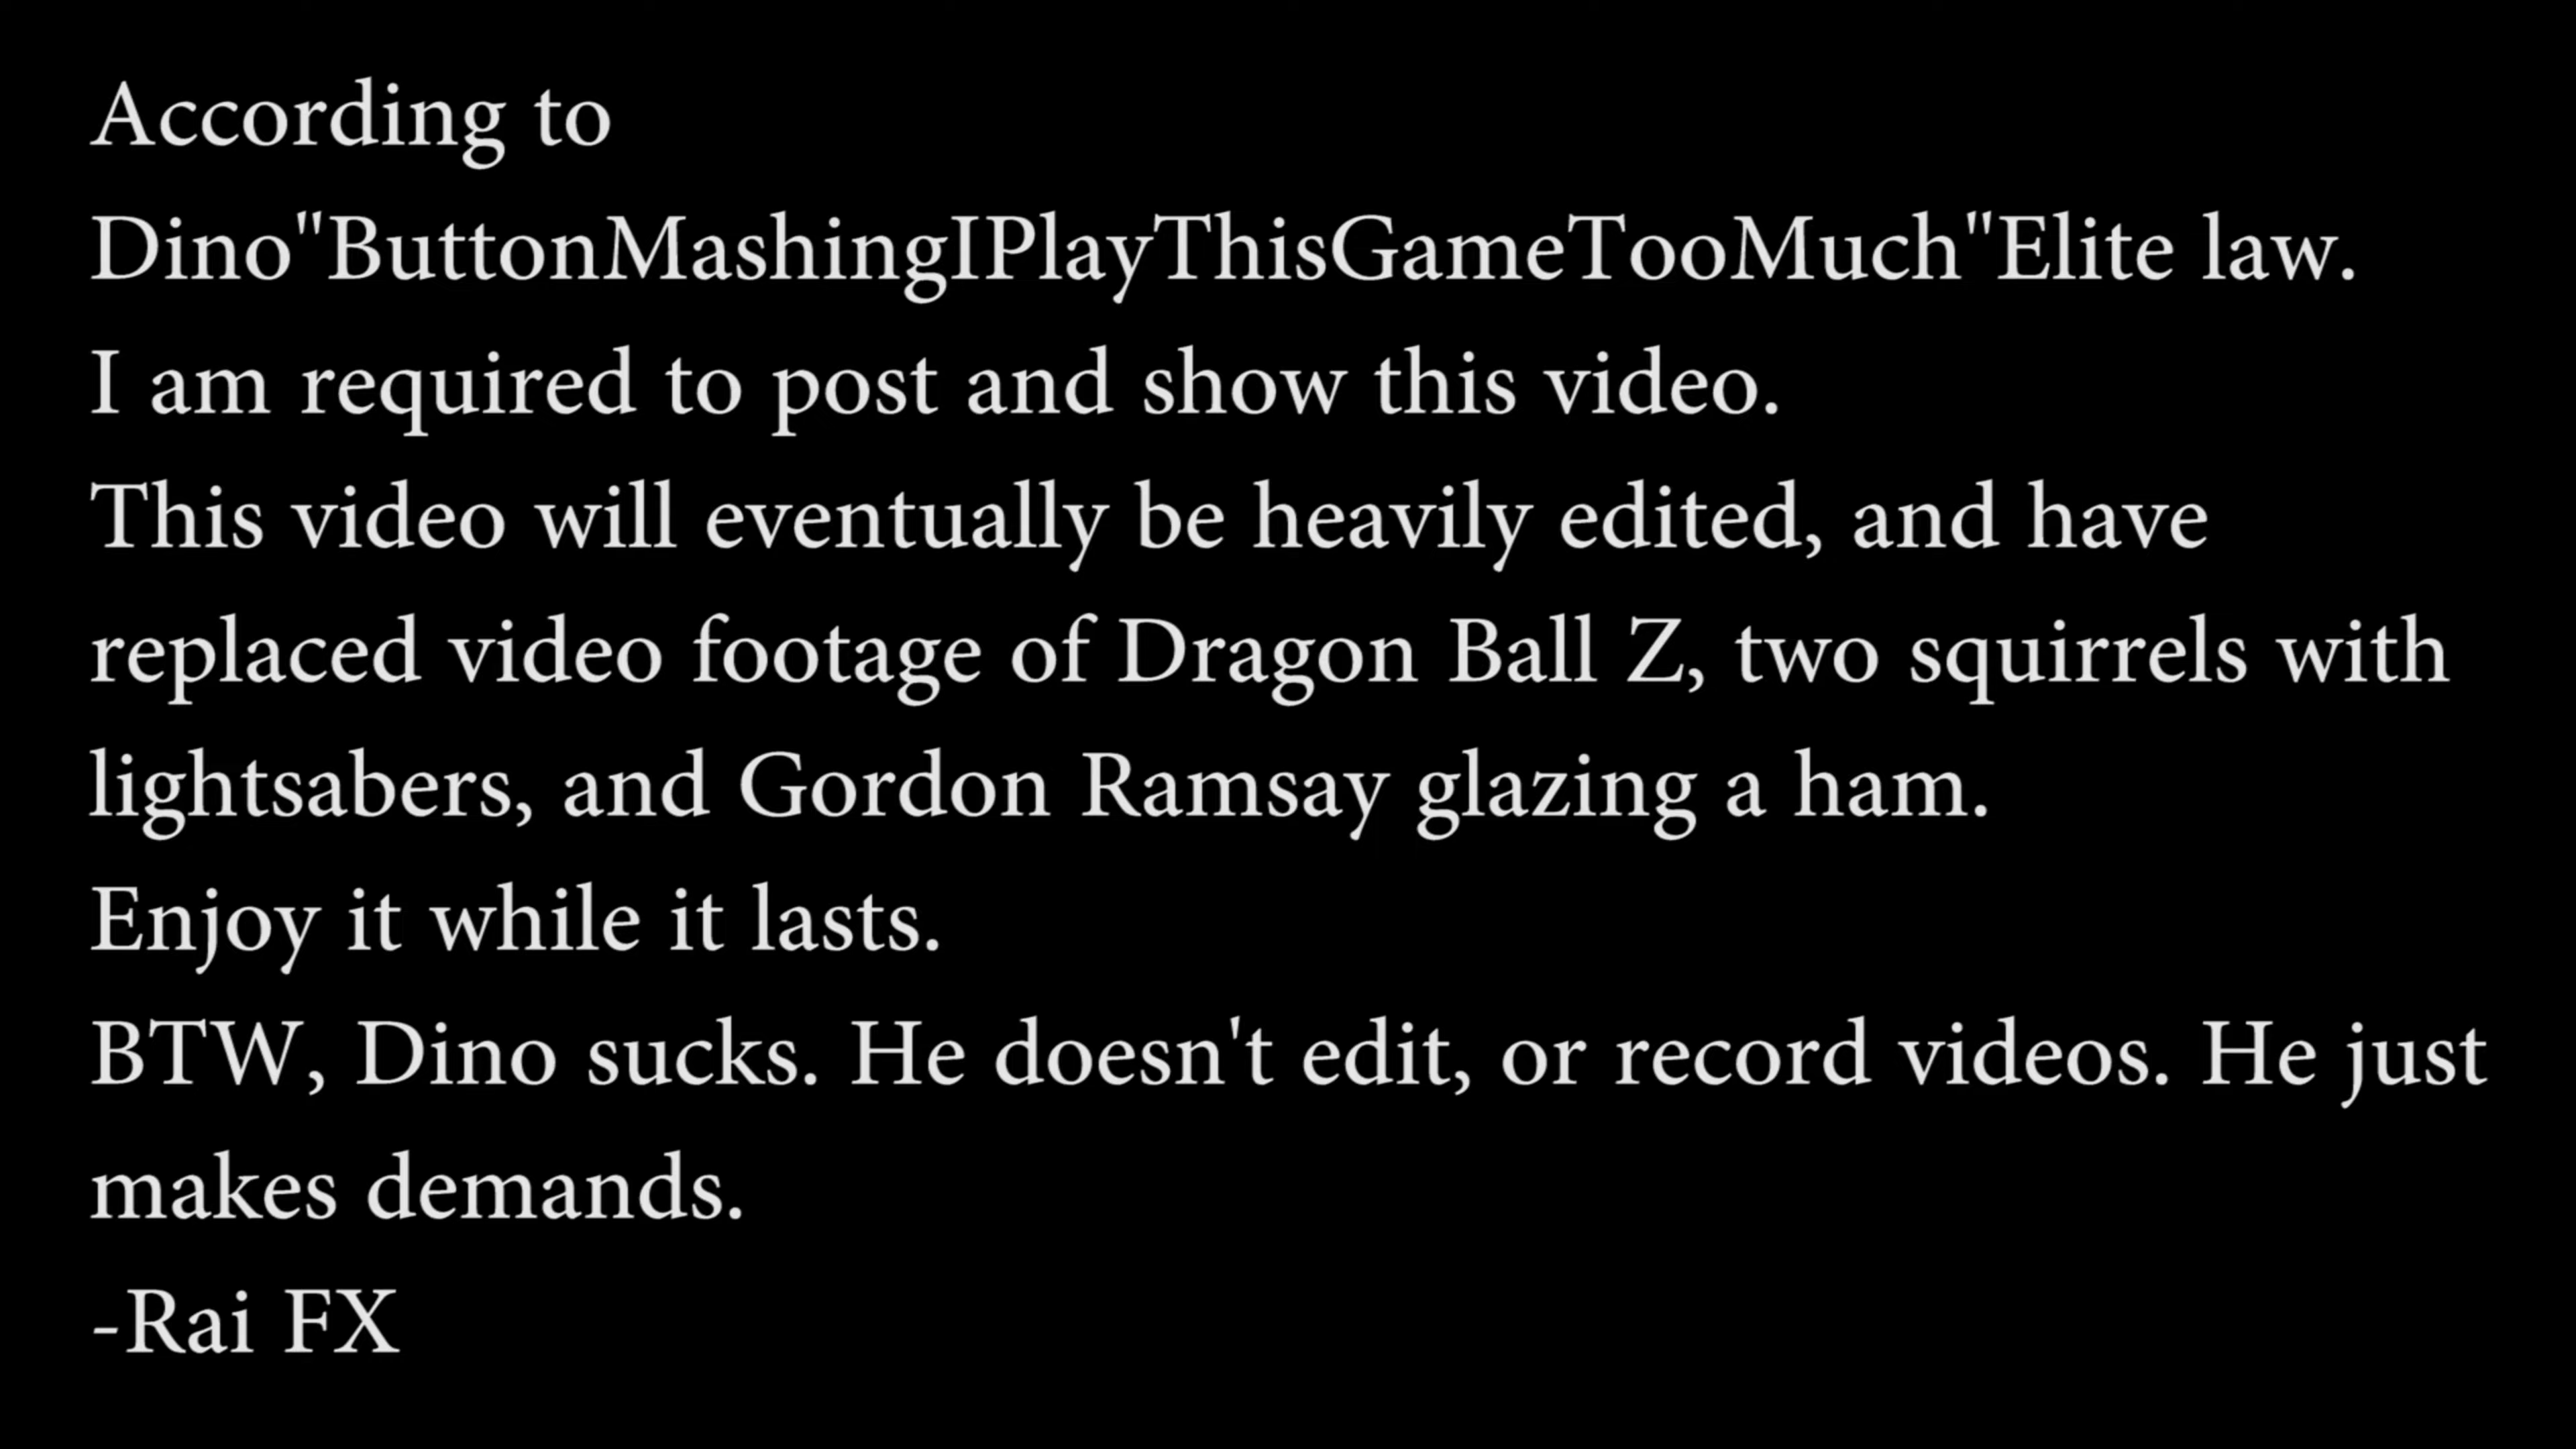 According to
Dino"ButtonMashingIPlayThisGameTooMuch"Elite law.
I am required to post and show this video.
This video will eventually be heavily edited, and have
replaced video footage of Dragon Ball Z, two squirrels with
lightsabers, and Gordon Ramsay glazing a ham.
Enjoy it while it lasts.
BTW, Dino sucks. He doesn't edit, or record videos. He just
makes demands.
-Rai FX